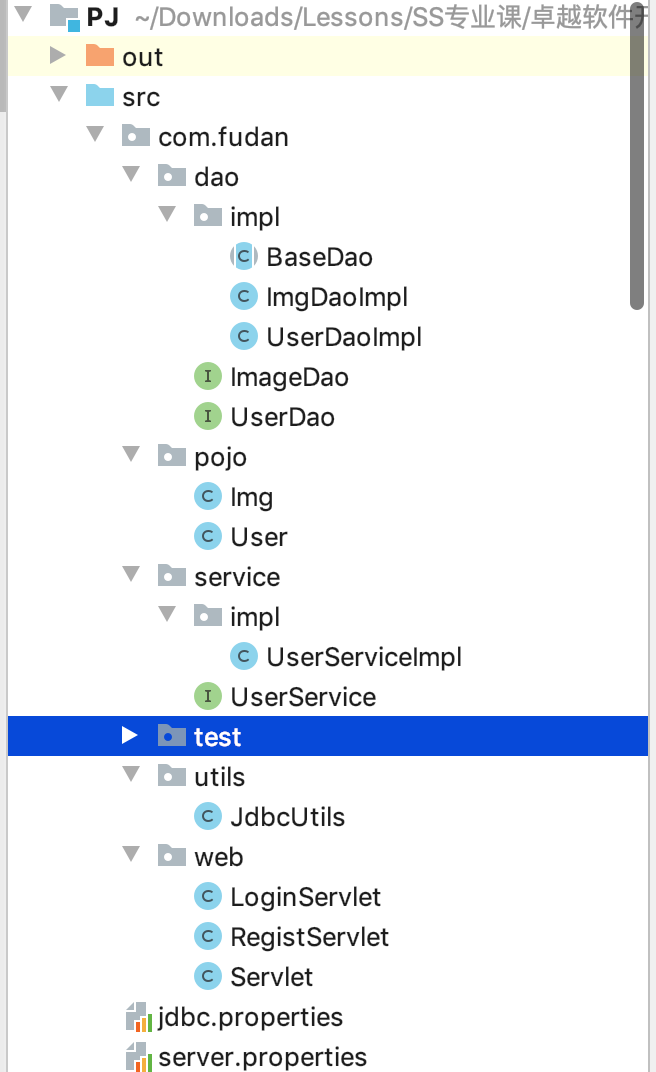 PJ ~/Downloads/Lessons/SS专业课/卓越软件开
out
src
com.fudan
dao
impl
BaseDao
ImgDaoImpl
UserDaoImpl
ImageDao
UserDao
pojo
Img
User
service
impl
UserServiceImpl
UserService
test
utils
JdbcUtils
web
LoginServlet
RegistServlet
Servlet
jdbc.properties
server.properties